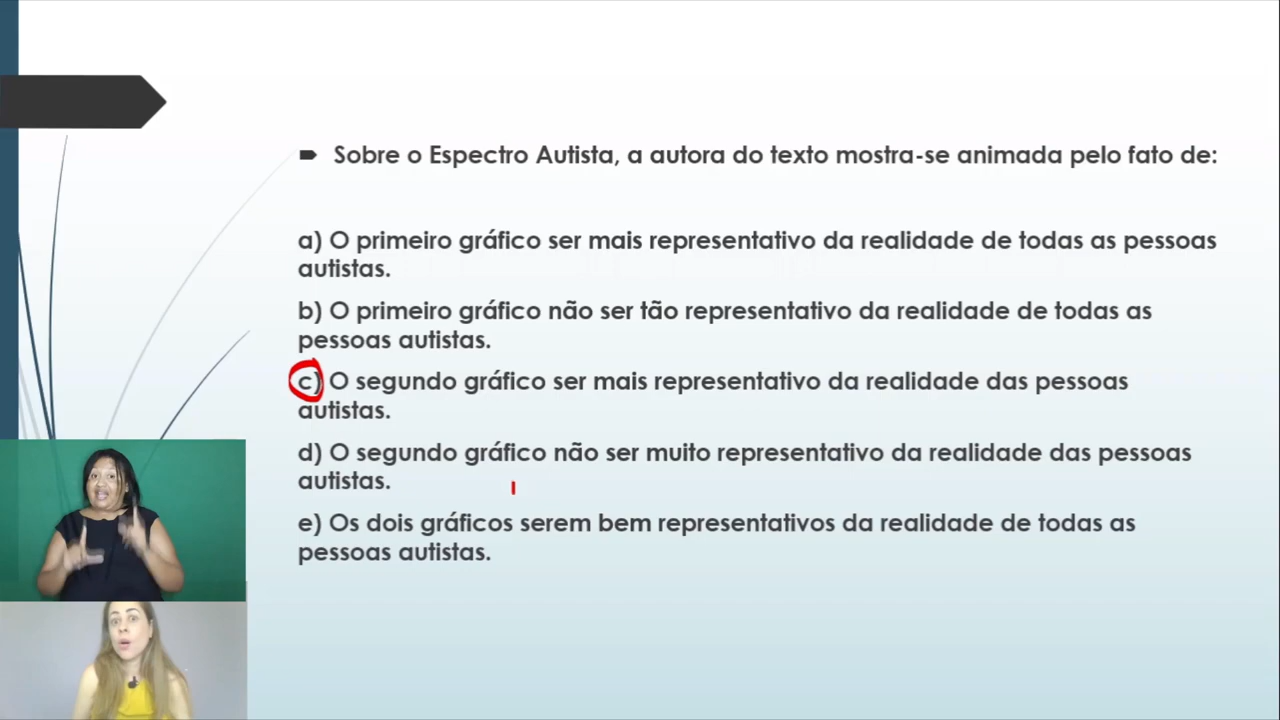 Sobre o Espectro Autista, a autora do texto mostra-se animada pelo fato de:
a) O primeiro gráfico ser mais representativo da realidade de todas as pessoas
autistas.
b) O primeiro gráfico não ser tão representativo da realidade de todas as
pessoas autistas.
c) O segundo gráfico ser mais representativo da realidade das pessoas
autistas.
d) O segundo gráfico não ser muito representativo da realidade das pessoas
autistas.
e) Os dois gráficos serem bem representativos da realidade de todas as
pessoas autistas.